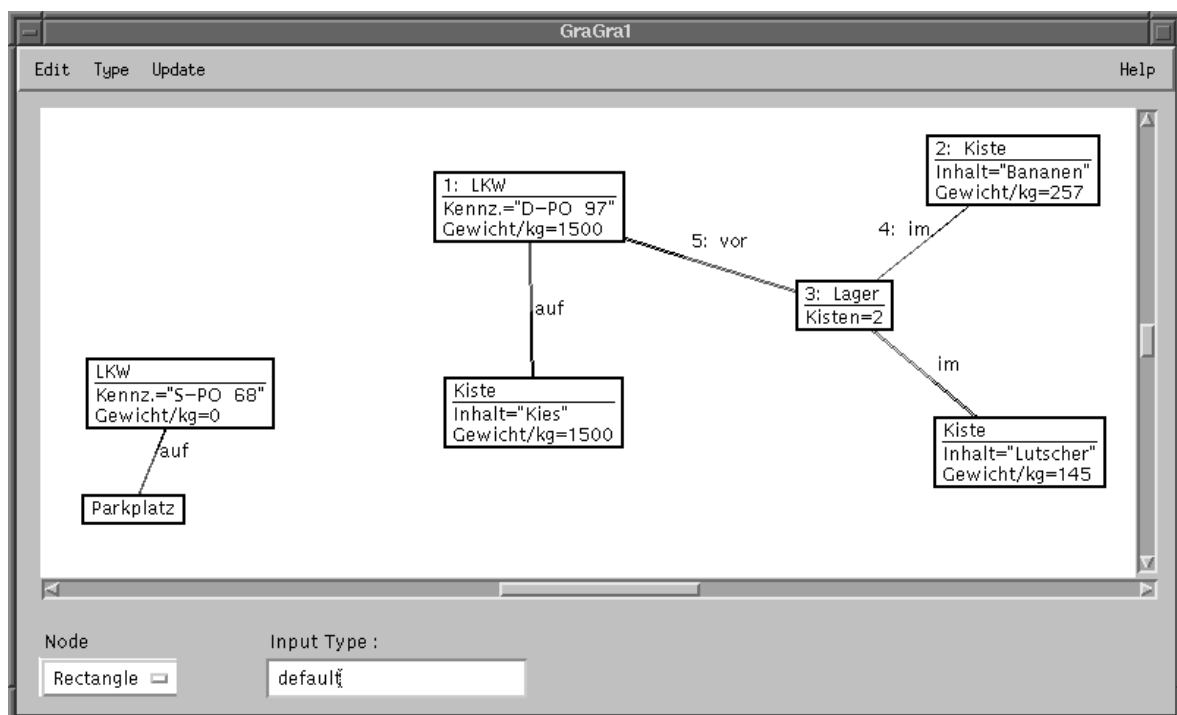 GraGra1
Edit Type Update Help
2: Kiste
Inhalt="Bananen"
Gewicht/kg=257
1: LKW
Kennz.="D-PO 97"
Gewicht/kg=1500
4: im
5: vor
3: Lager
Kisten=2
auf
im
LKW
Kennz.="S-PO 68"
Gewicht/kg=0
Kiste
Inhalt="Kies"
Gewicht/kg=1500
Kiste
Inhalt="Lutscher"
Gewicht/kg=145
auf
Parkplatz
Node Input Type :
Rectangle default